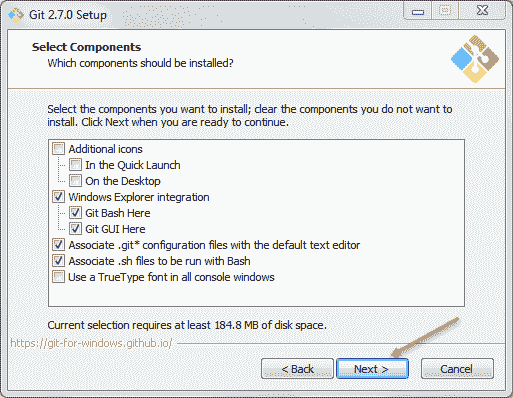 Git 2.7.0 Setup
Select Components
Which components should be installed?
Select the components you want to install; clear the components you do not want to
install. Click Next when you are ready to continue.
Additional icons
In the Quick Launch
On the Desktop
Windows Explorer integration
Git Bash Here
Git GUI Here
Associate .git* configuration files with the default text editor
Associate .sh files to be run with Bash
Use a TrueType font in all console windows
Current selection requires at least 184.8 MB of disk space.
https://git-for-windows.github.io/
< Back
Next >
Cancel